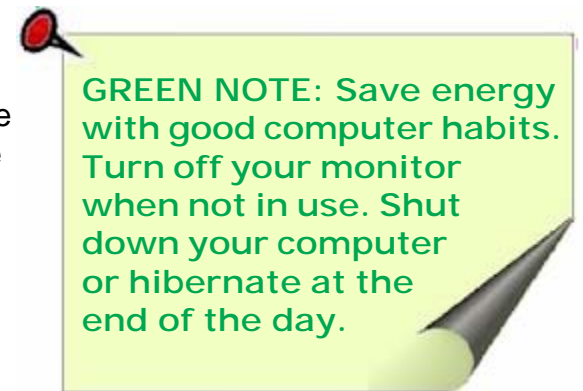 GREEN NOTE: Save energy
with good computer habits.
Turn off your monitor
when not in use. Shut
down your computer
or hibernate at the
end of the day.